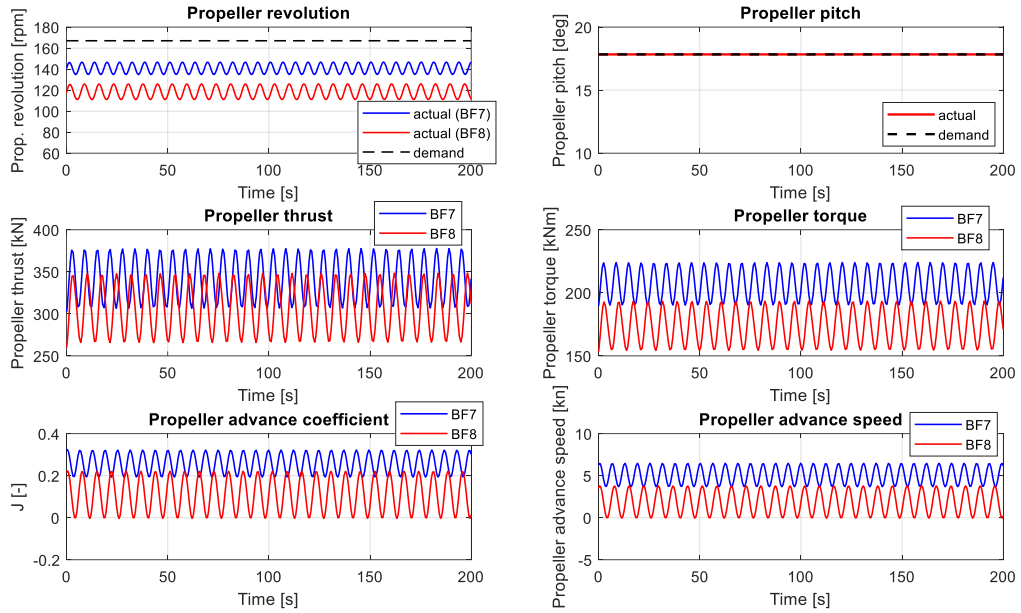 Propeller revolution
Prop. revolution [rpm]
180
160
140
120
100
80
60
actual (BF7)
actual (BF8)
demand
0 50 100 150 200
Time [s]
Propeller pitch
Propeller pitch [deg]
20
15
10
actual
demand
0 50 100 150 200
Time [s]
Propeller thrust
Propeller thrust [kN]
400
350
300
250
BF7
BF8
0 50 100 150 200
Time [s]
Propeller torque
Propeller torque [kNm]
250
200
150
BF7
BF8
0 50 100 150 200
Time [s]
Propeller advance coefficient
J [-]
0.4
0.2
0
-0.2
BF7
BF8
0 50 100 150 200
Time [s]
Propeller advance speed
Propeller advance speed [kn]
10
5
0
-5
BF7
BF8
0 50 100 150 200
Time [s]